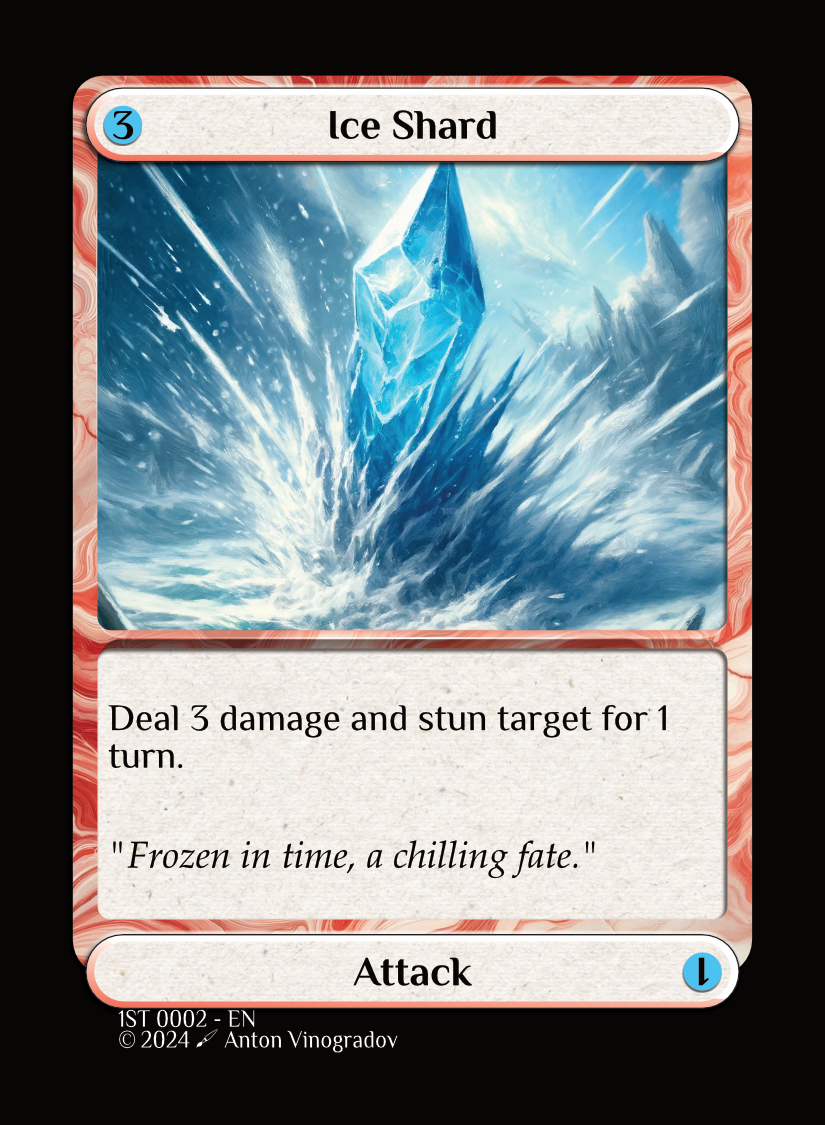 3 Ice Shard
Deal 3 damage and stun target for 1
turn.
"Frozen in time, a chilling fate."
Attack 1
1ST 0002 - EN
© 2024 Anton Vinogradov